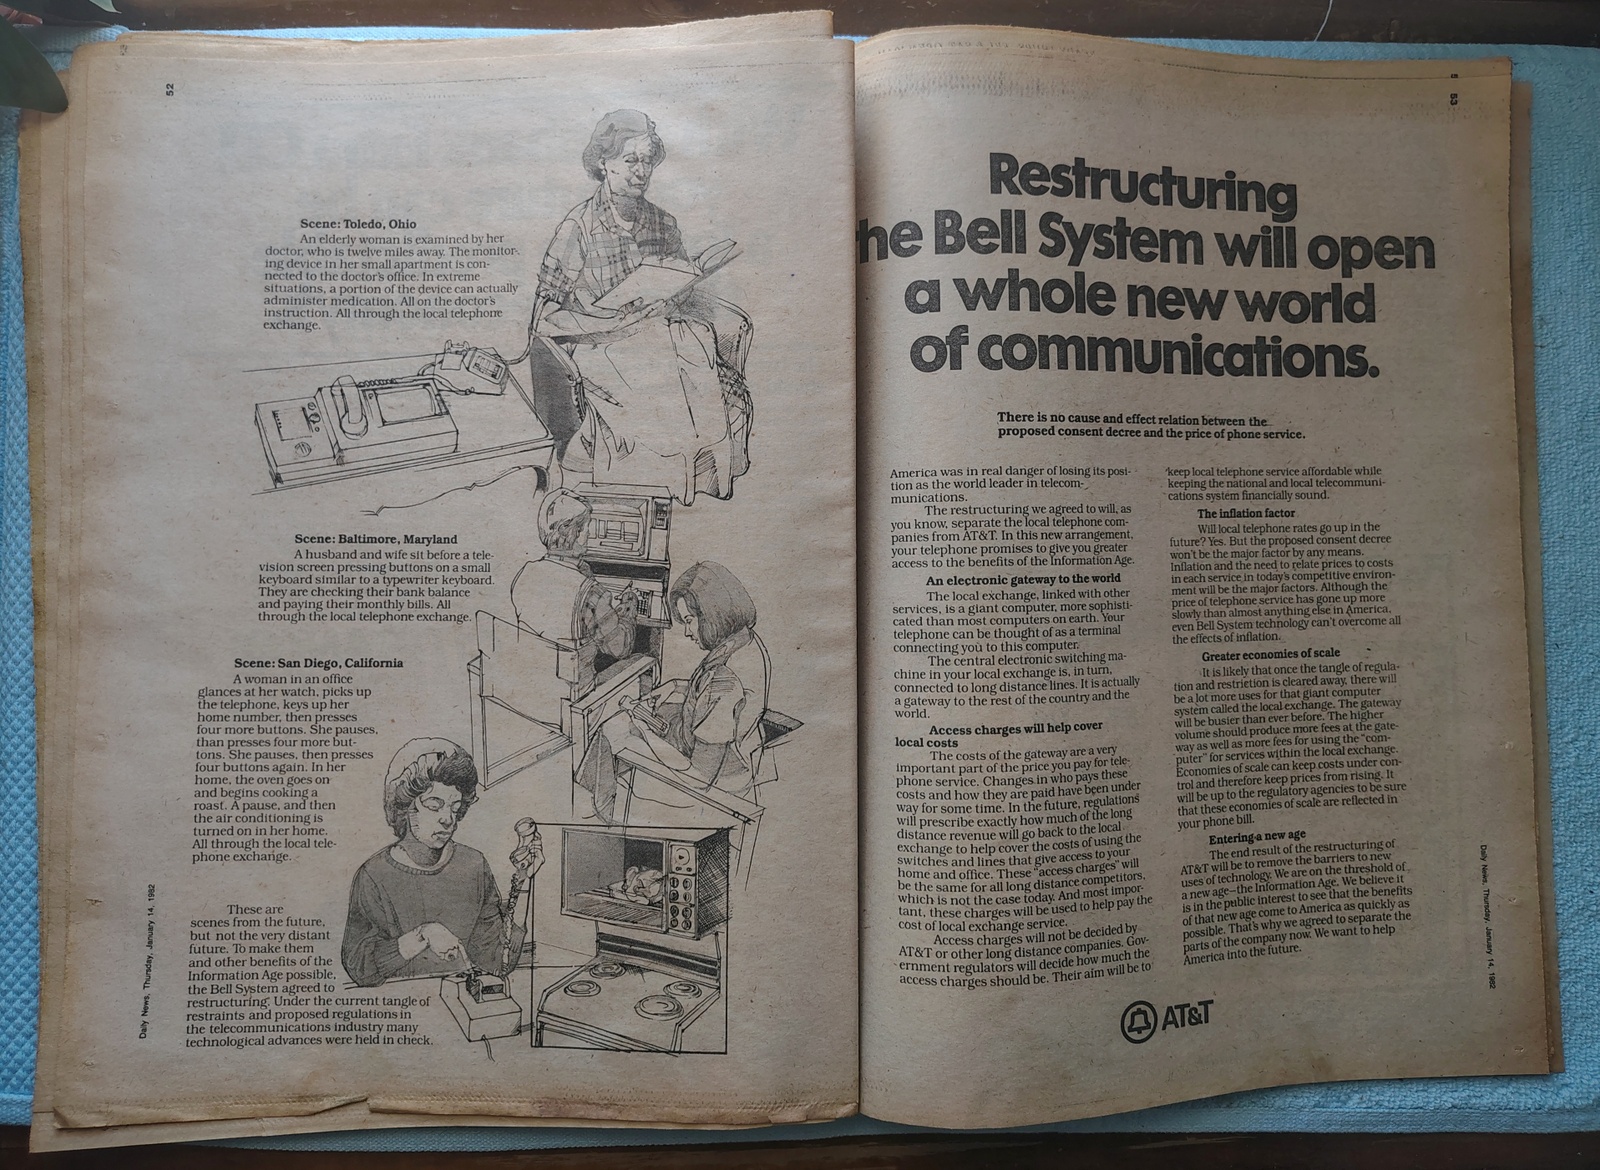 52
Scene: Toledo, Ohio
An elderly woman is examined by her
doctor, who is twelve miles away. The monitor-
ing device in her small apartment is con-
nected to the doctor's office. In extreme
situations, a portion of the device can actually
administer medication. All on the doctor's
instruction. All through the local telephone
exchange.
Scene: Baltimore, Maryland
A husband and wife sit before a tele-
vision screen pressing buttons on a small
keyboard similar to a typewriter keyboard.
They are checking their bank balance
and paying their monthly bills. All
through the local telephone exchange.
Scene: San Diego, California
A woman in an office
glances at her watch, picks up
the telephone, keys up her
home number, then presses
four more buttons. She pauses,
than presses four more but-
tons. She pauses, then presses
four buttons again. In her
home, the oven goes on
and begins cooking a
roast. A pause, and then
the air conditioning is
turned on in her home.
All through the local tele-
phone exchange.
These are
scenes from the future,
but not the very distant
future. To make them
and other benefits of the
Information Age possible,
the Bell System agreed to
restructuring. Under the current tangle of
restraints and proposed regulations in
the telecommunications industry many
technological advances were held in check.
Daily News, Thursday, January 14, 1982
53
Restructuring
he Bell System will open
a whole new world
of communications.
There is no cause and effect relation between the
proposed consent decree and the price of phone service.
America was in real danger of losing its posi-
tion as the world leader in telecom-
munications.
The restructuring we agreed to will, as
you know, separate the local telephone com-
panies from AT&T. In this new arrangement,
your telephone promises to give you greater
access to the benefits of the Information Age.
An electronic gateway to the world
The local exchange, linked with other
services, is a giant computer, more sophisti-
cated than most computers on earth. Your
telephone can be thought of as a terminal
connecting you to this computer.
The central electronic switching ma-
chine in your local exchange is, in turn,
connected to long distance lines. It is actually
a gateway to the rest of the country and the
world.
Access charges will help cover
local costs
The costs of the gateway are a very
important part of the price you pay for tele-
phone service. Changes in who pays these
costs and how they are paid have been under
way for some time. In the future, regulations
will prescribe exactly how much of the long
distance revenue will go back to the local
exchange to help cover the costs of using the
switches and lines that give access to your
home and office. These "access charges" will
be the same for all long distance competitors,
which is not the case today. And most impor-
tant, these charges will be used to help pay the
cost of local exchange service.
Access charges will not be decided by
AT&T or other long distance companies. Gov-
ernment regulators will decide how much the
access charges should be. Their aim will be to
keep local telephone service affordable while
keeping the national and local telecommuni-
cations system financially sound.
The inflation factor
Will local telephone rates go up in the
future? Yes. But the proposed consent decree
won't be the major factor by any means.
Inflation and the need to relate prices to costs
in each service in today's competitive environ-
ment will be the major factors. Although the
price of telephone service has gone up more
slowly than almost anything else in America,
even Bell System technology can't overcome all
the effects of inflation.
Greater economies of scale
It is likely that once the tangle of regula-
tion and restriction is cleared away, there will
be a lot more uses for that giant computer
system called the local exchange. The gateway
will be busier than ever before. The higher
volume should produce more fees at the gate-
way as well as more fees for using the "com-
puter" for services within the local exchange.
Economies of scale can keep costs under con-
trol and therefore keep prices from rising. It
will be up to the regulatory agencies to be sure
that these economies of scale are reflected in
your phone bill.
Entering a new age
The end result of the restructuring of
AT&T will be to remove the barriers to new
uses of technology. We are on the threshold of
a new age—the Information Age. We believe it
is in the public interest to see that the benefits
of that new age come to America as quickly as
possible. That's why we agreed to separate the
parts of the company now. We want to help
America into the future.
AT&T
Daily News, Thursday, January 14, 1982